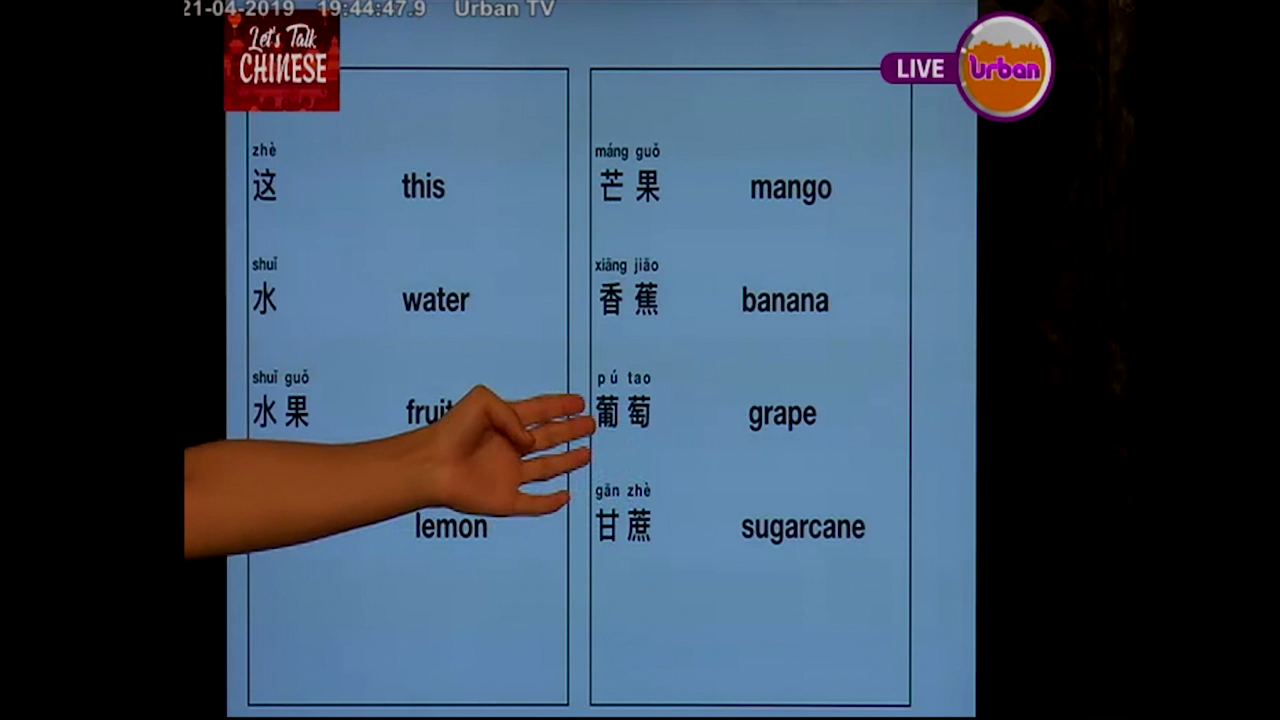 21-04-2019 19:44:47.9 Urban TV
Let's Talk
CHINESE
LIVE Urban
zhè
这 this
shuǐ
水 water
shuǐ guǒ
水果 fruit
lemon
máng guǒ
芒果 mango
xiāng jiāo
香蕉 banana
pú tao
葡萄 grape
gān zhè
甘蔗 sugarcane